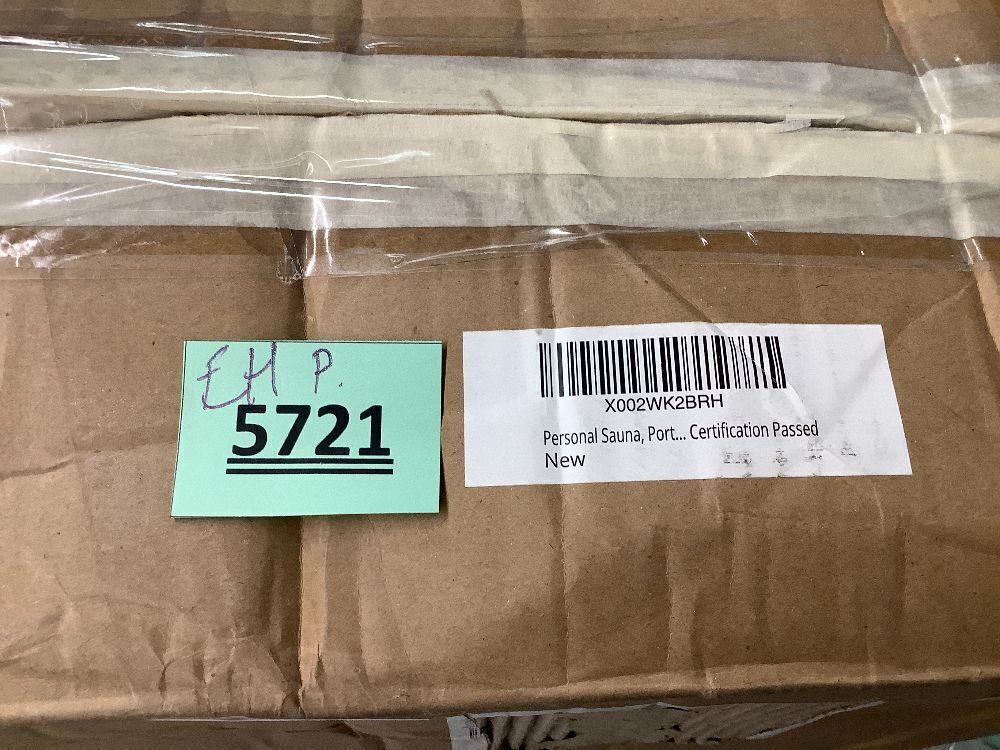 EH P.
5721
X002WK2BRH
Personal Sauna, Port... Certification Passed
New